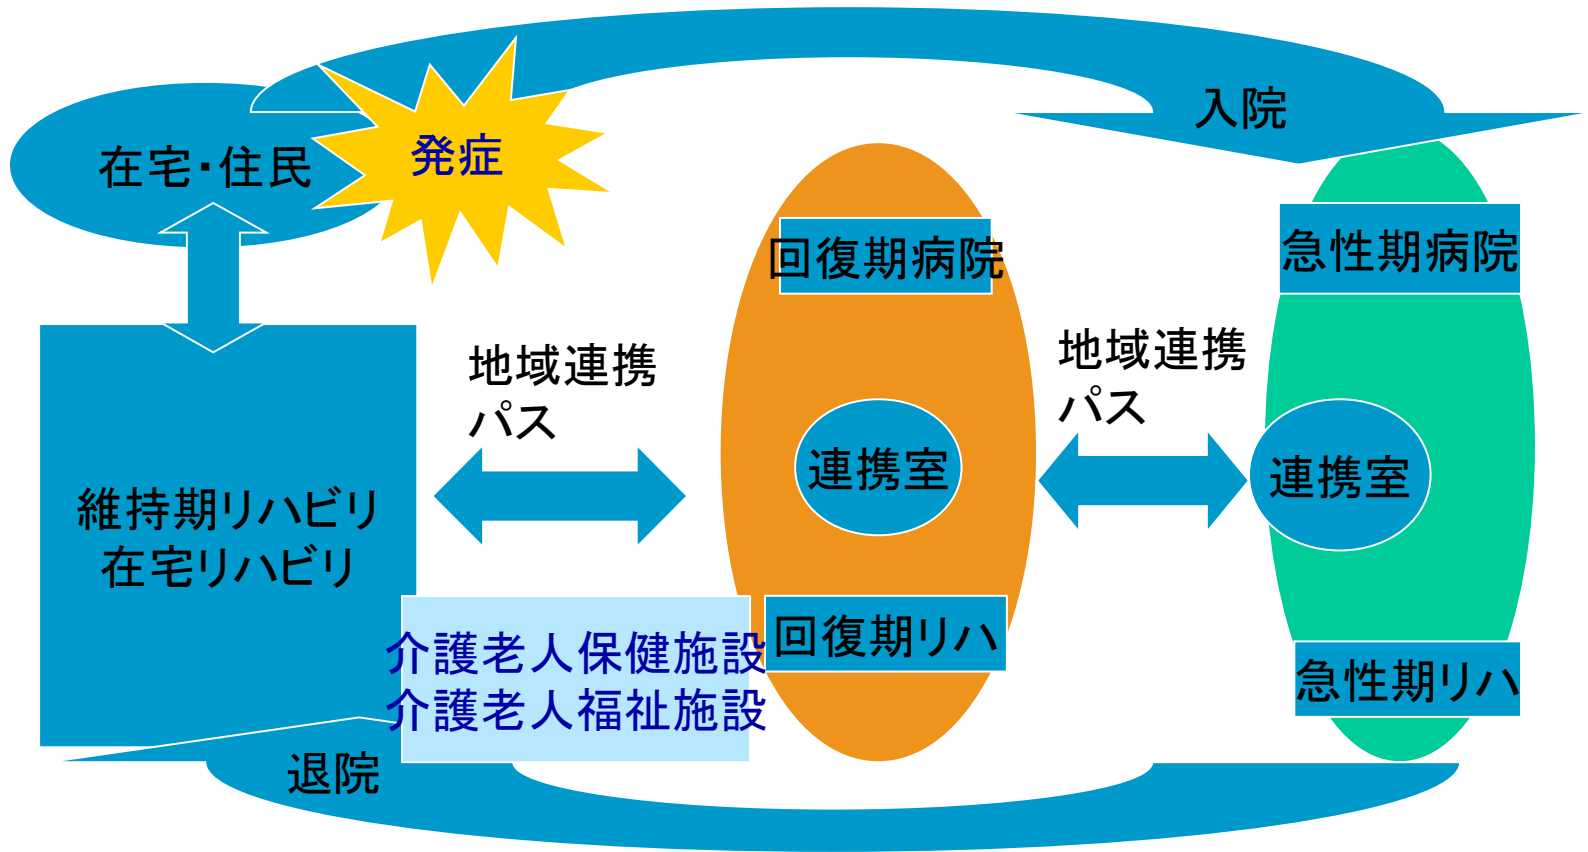 発症
入院
在宅・住民
回復期病院
急性期病院
地域連携
パス
地域連携
パス
連携室
連携室
維持期リハビリ
在宅リハビリ
介護老人保健施設
介護老人福祉施設
回復期リハ
急性期リハ
退院